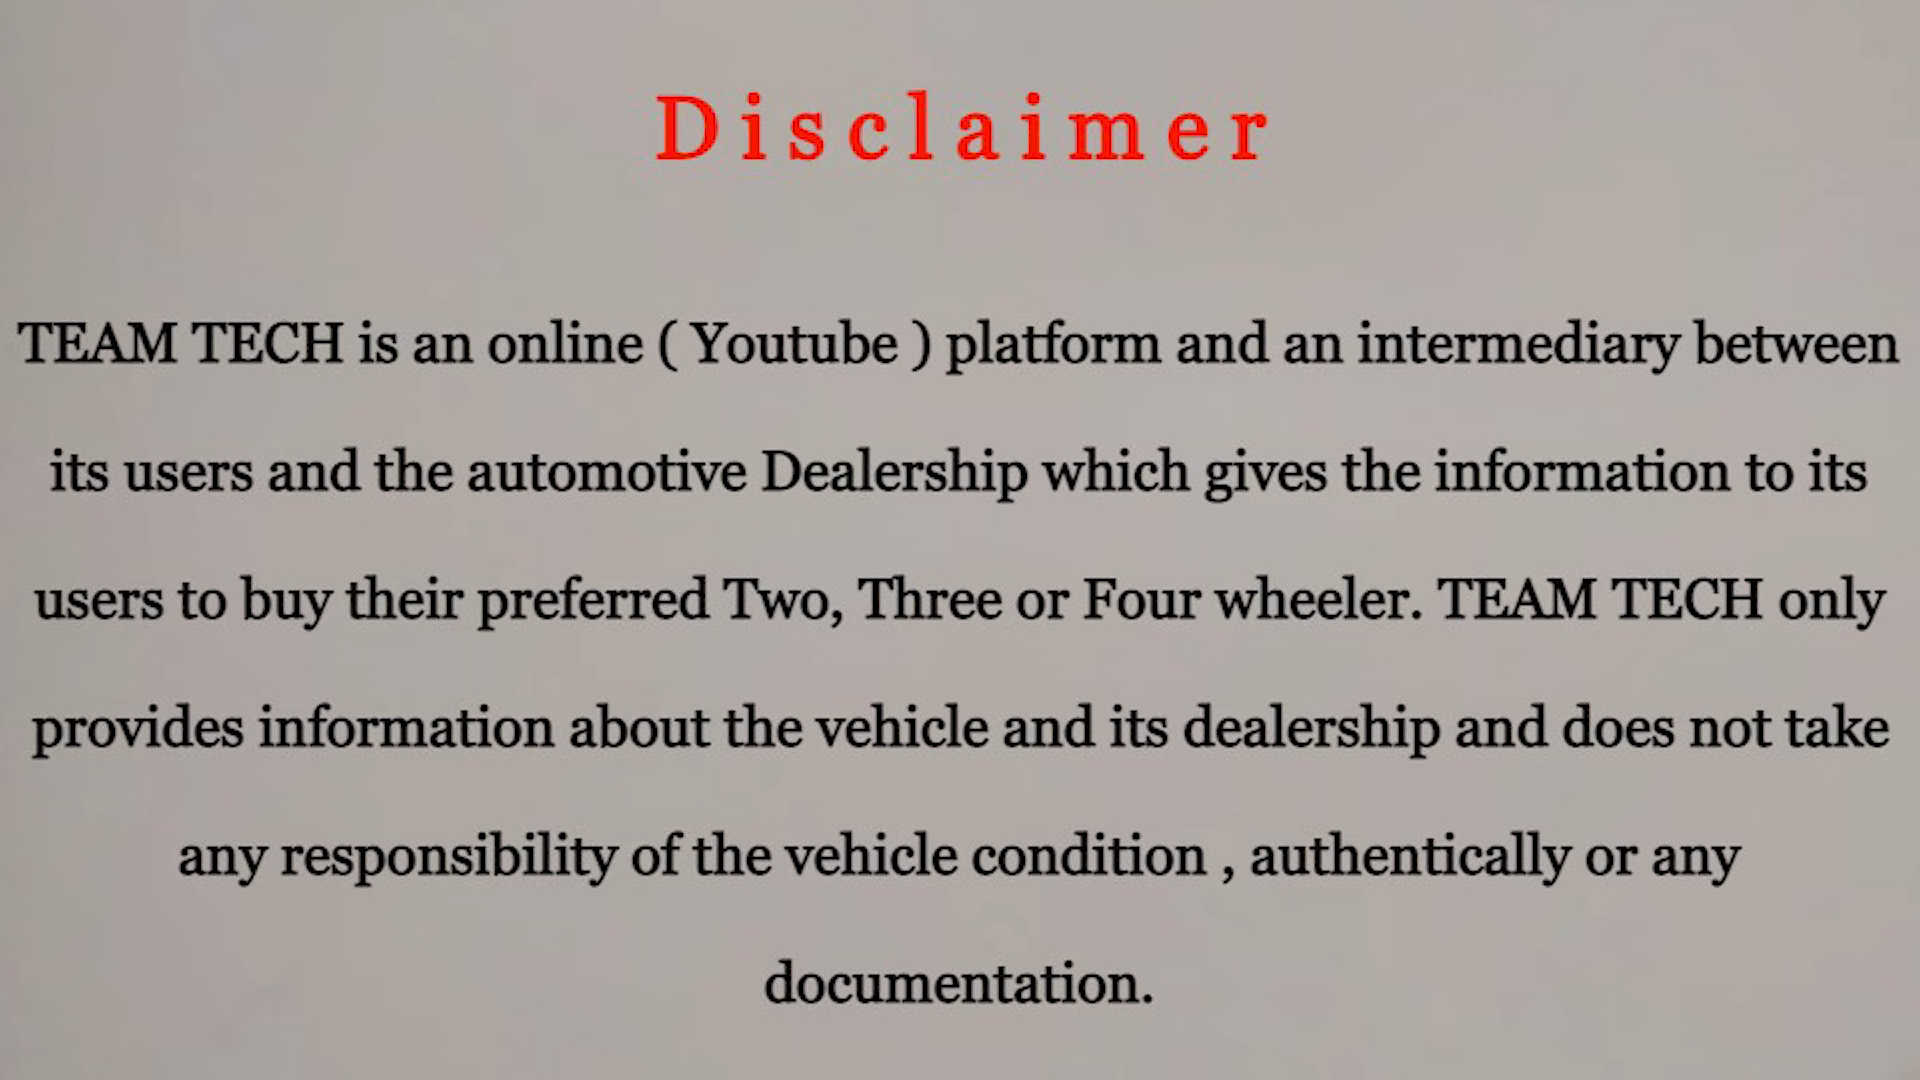 Disclaimer
TEAM TECH is an online ( Youtube ) platform and an intermediary between
its users and the automotive Dealership which gives the information to its
users to buy their preferred Two, Three or Four wheeler. TEAM TECH only
provides information about the vehicle and its dealership and does not take
any responsibility of the vehicle condition , authentically or any
documentation.